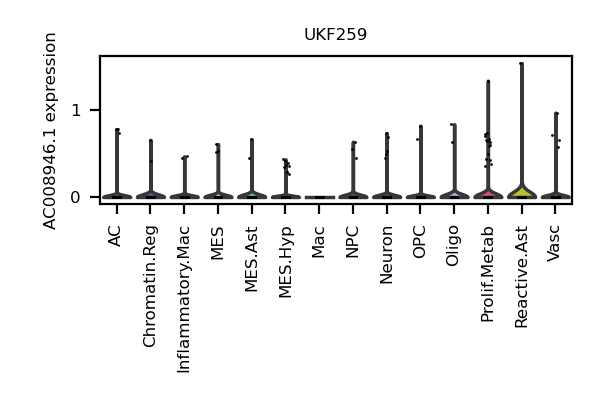 UKF259
AC008946.1 expression
1
0
AC
Chromatin.Reg
Inflammatory.Mac
MES
MES.Ast
MES.Hyp
Mac
NPC
Neuron
OPC
Oligo
Prolif.Metab
Reactive.Ast
Vasc